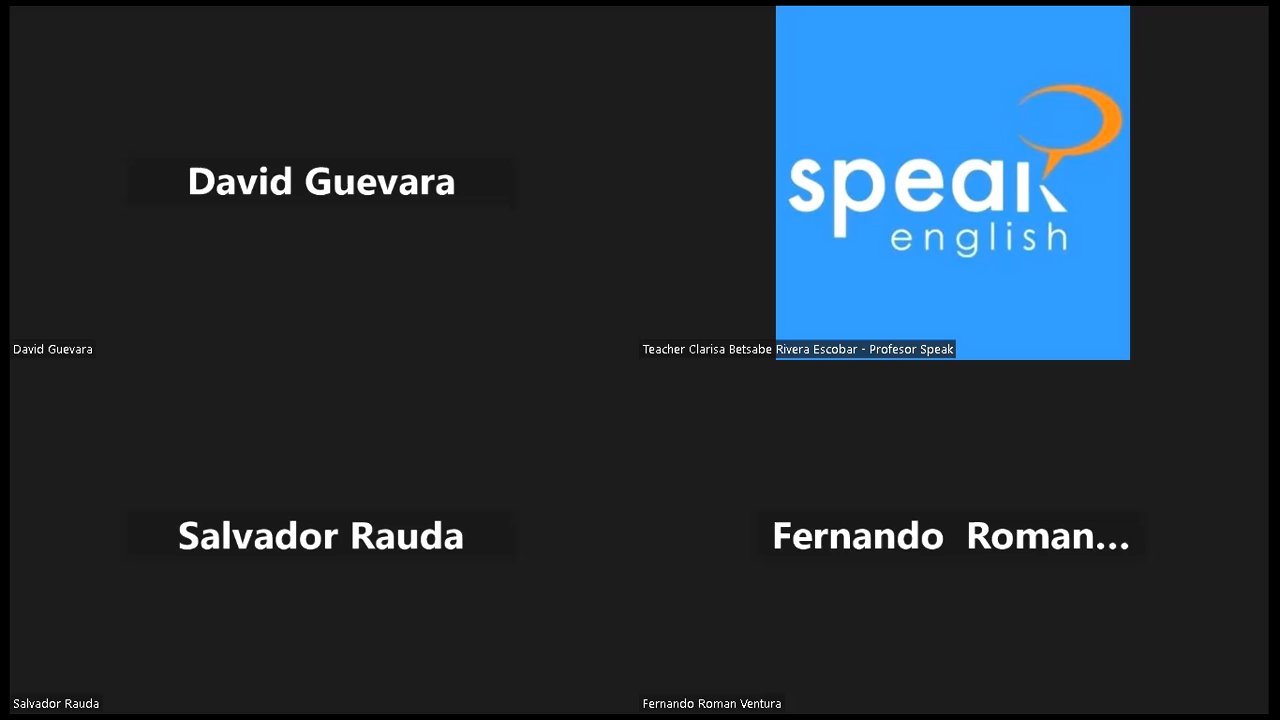 David Guevara
David Guevara
speak
english
Teacher Clarisa Betsabe Rivera Escobar - Profesor Speak
Salvador Rauda
Salvador Rauda
Fernando  Roman...
Fernando Roman Ventura